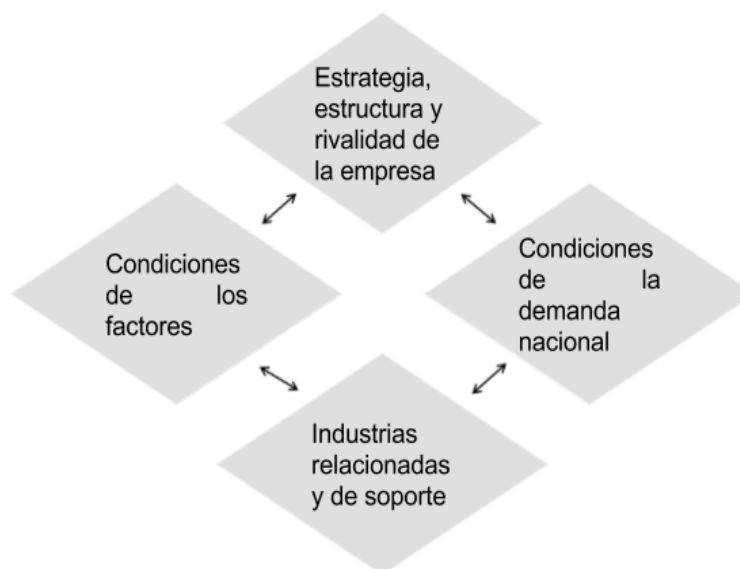 Estrategia,
estructura y
rivalidad de
la empresa
Condiciones
de los
factores
Condiciones
de la
demanda
nacional
Industrias
relacionadas
y de soporte